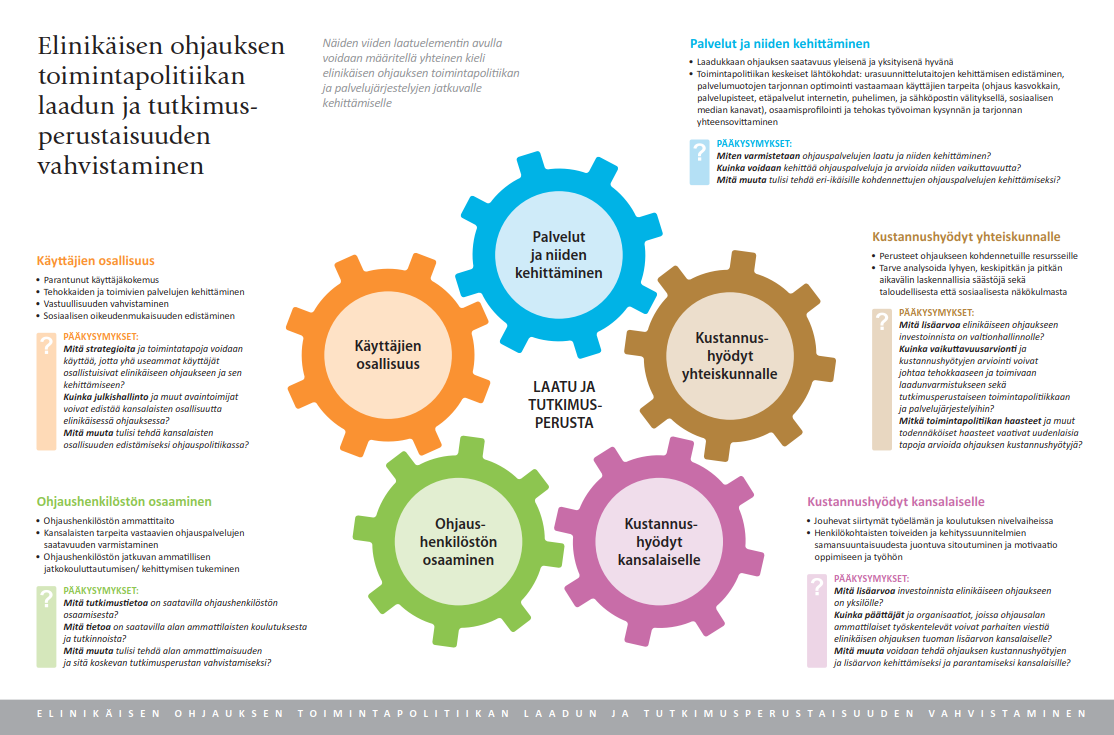 Elinikäisen ohjauksen
toimintapolitiikan
laadun ja tutkimus-
perustaisuuden
vahvistaminen
Näiden viiden laatuelementin avulla
voidaan määritellä yhteinen kieli
elinikäisen ohjauksen toimintapolitiikan
ja palvelujärjestelyjen jatkuvalle
kehittämiselle
Palvelut ja niiden kehittäminen
• Laadukkaan ohjauksen saatavuus yleisenä ja yksityisenä hyvänä
• Toimintapolitiikan keskeiset lähtökohdat: urasuunnittelutaitojen kehittämisen edistäminen,
palvelumuotojen tarjonnan optimointi vastaamaan käyttäjien tarpeita (ohjaus kasvokkain,
palvelupisteet, etäpalvelut internetin, puhelimen, ja sähköpostin välityksellä, sosiaalisen
median kanavat), osaamisprofilointi ja tehokas työvoiman kysynnän ja tarjonnan
yhteensovittaminen
?
PÄÄKYSYMYKSET:
Miten varmistetaan ohjauspalvelujen laatu ja niiden kehittäminen?
Kuinka voidaan kehittää ohjauspalveluja ja arvioida niiden vaikuttavuutta?
Mitä muuta tulisi tehdä eri-ikäisille kohdennettujen ohjauspalvelujen kehittämiseksi?
Palvelut
ja niiden
kehittäminen
Kustannushyödyt yhteiskunnalle
• Perusteet ohjaukseen kohdennetuille resursseille
• Tarve analysoida lyhyen, keskipitkän ja pitkän
aikavälin laskennallisia säästöjä sekä
taloudellisesta että sosiaalisesta näkökulmasta
?
PÄÄKYSYMYKSET:
Mitä lisäarvoa elinikäiseen ohjaukseen
investoinnista on valtionhallinnolle?
Kuinka vaikuttavuusarviointi ja
kustannushyötyjen arviointi voivat
johtaa tehokkaaseen ja toimivaan
laadunvarmistukseen sekä
tutkimusperustaiseen toimintapolitiikkaan
ja palvelujärjestelyihin?
Mitkä toimintapolitiikan haasteet ja muut
todennäköiset haasteet vaativat uudenlaisia
tapoja arvioida ohjauksen kustannushyötyjä?
Käyttäjien osallisuus
• Parantunut käyttäjäkokemus
• Tehokkaiden ja toimivien palvelujen kehittäminen
• Vastuullisuuden vahvistaminen
• Sosiaalisen oikeudenmukaisuuden edistäminen
?
PÄÄKYSYMYKSET:
Mitä strategioita ja toimintatapoja voidaan
käyttää, jotta yhä useammat käyttäjät
osallistuisivat elinikäiseen ohjaukseen ja sen
kehittämiseen?
Kuinka julkishallinto ja muut avaintoimijat
voivat edistää kansalaisten osallisuutta
elinikäisessä ohjauksessa?
Mitä muuta tulisi tehdä kansalaisten
osallisuuden edistämiseksi ohjauspolitiikassa?
Käyttäjien
osallisuus
Kustannus-
hyödyt
yhteiskunnalle
LAATU JA
TUTKIMUS-
PERUSTA
Ohjaushenkilöstön osaaminen
• Ohjaushenkilöstön ammattitaito
• Kansalaisten tarpeita vastaavien ohjauspalvelujen
saatavuuden varmistaminen
• Ohjaushenkilöstön jatkuvan ammatillisen
jatkokouluttautumisen/ kehittymisen tukeminen
?
PÄÄKYSYMYKSET:
Mitä tutkimustietoa on saatavilla ohjaushenkilöstön
osaamisesta?
Mitä tietoa on saatavilla alan ammattilaisten koulutuksesta
ja tutkinnoista?
Mitä muuta tulisi tehdä alan ammattimaisuuden
ja sitä koskevan tutkimusperustan vahvistamiseksi?
Ohjaus-
henkilöstön
osaaminen
Kustannus-
hyödyt
kansalaiselle
Kustannushyödyt kansalaiselle
• Jouhevat siirtymät työelämän ja koulutuksen nivelvaiheissa
• Henkilökohtaisten toiveiden ja kehityssuunnitelmien
samansuuntaisuudesta juontuva sitoutuminen ja motivaatio
oppimiseen ja työhön
?
PÄÄKYSYMYKSET:
Mitä lisäarvoa investoinnista elinikäiseen ohjaukseen
on yksilölle?
Kuinka päättäjät ja organisaatiot, joissa ohjausalan
ammattilaiset työskentelevät voivat parhaiten viestiä
elinikäisen ohjauksen tuoman lisäarvon kansalaiselle?
Mitä muuta voidaan tehdä ohjauksen kustannushyötyjen
ja lisäarvon kehittämiseksi ja parantamiseksi kansalaisille?
ELINIKÄISEN OHJAUKSEN TOIMINTAPOLITIIKAN LAADUN JA TUTKIMUSPERUSTAISUUDEN VAHVISTAMINEN